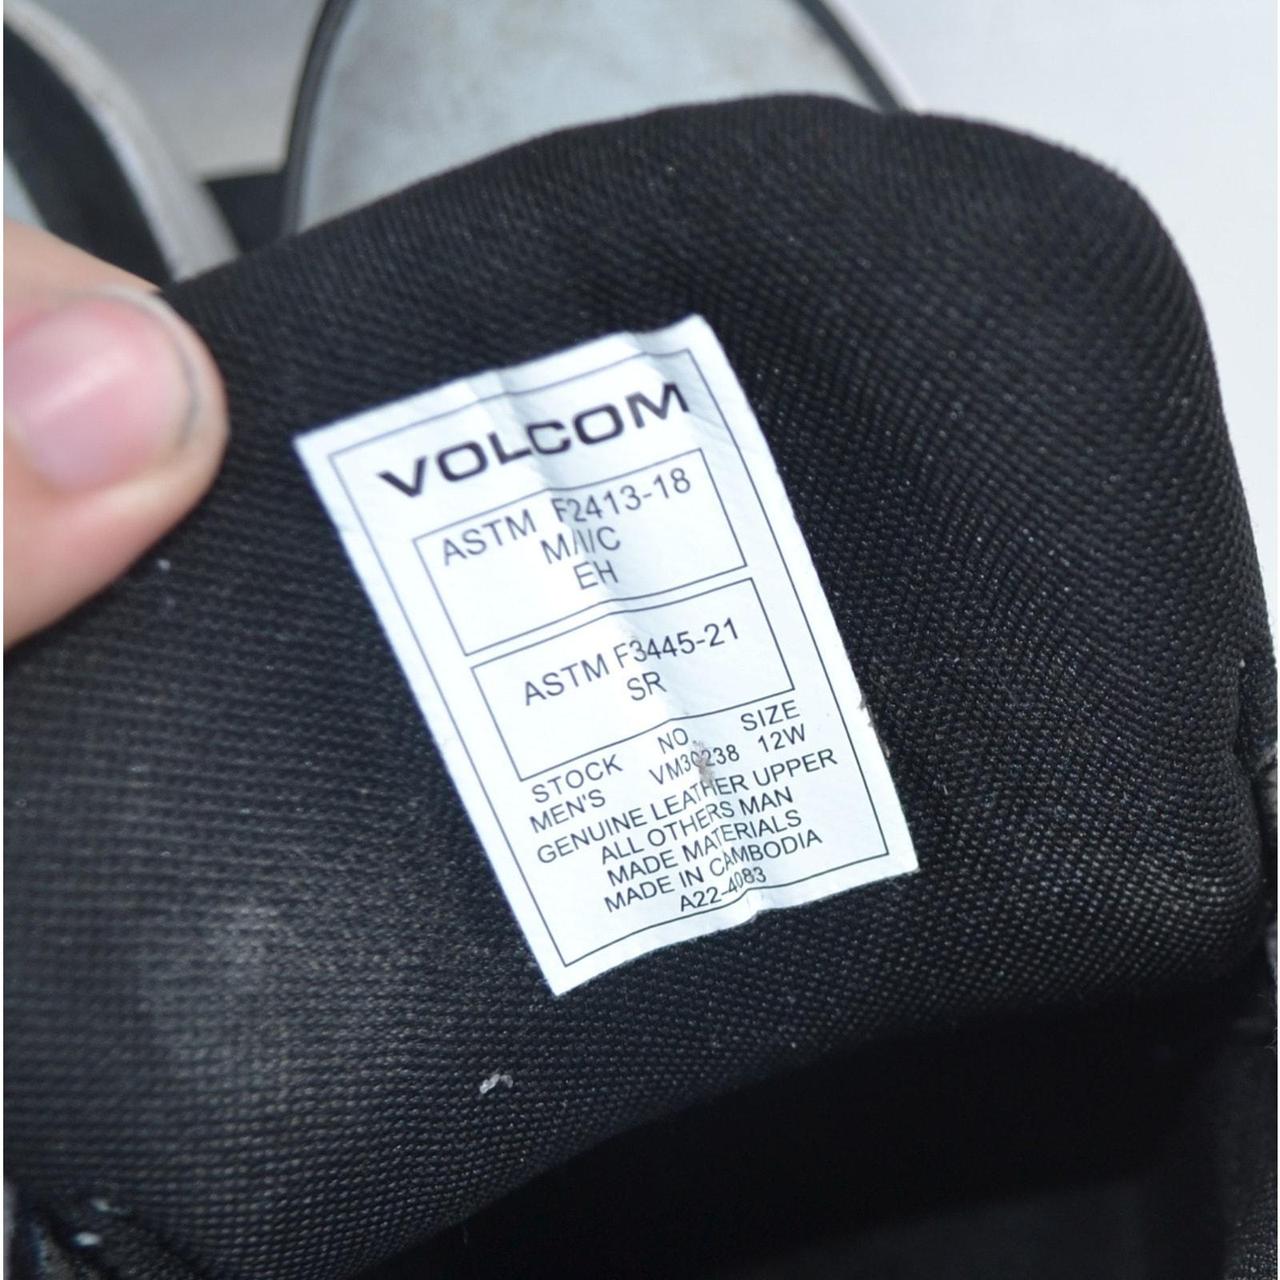 VOLCOM
ASTM F2413-18
M/I/C
EH
ASTM F3445-21
SR
STOCK NO. SIZE
MEN'S VM30238 12W
GENUINE LEATHER UPPER
ALL OTHERS MAN
MADE MATERIALS
MADE IN CAMBODIA
A22-4083